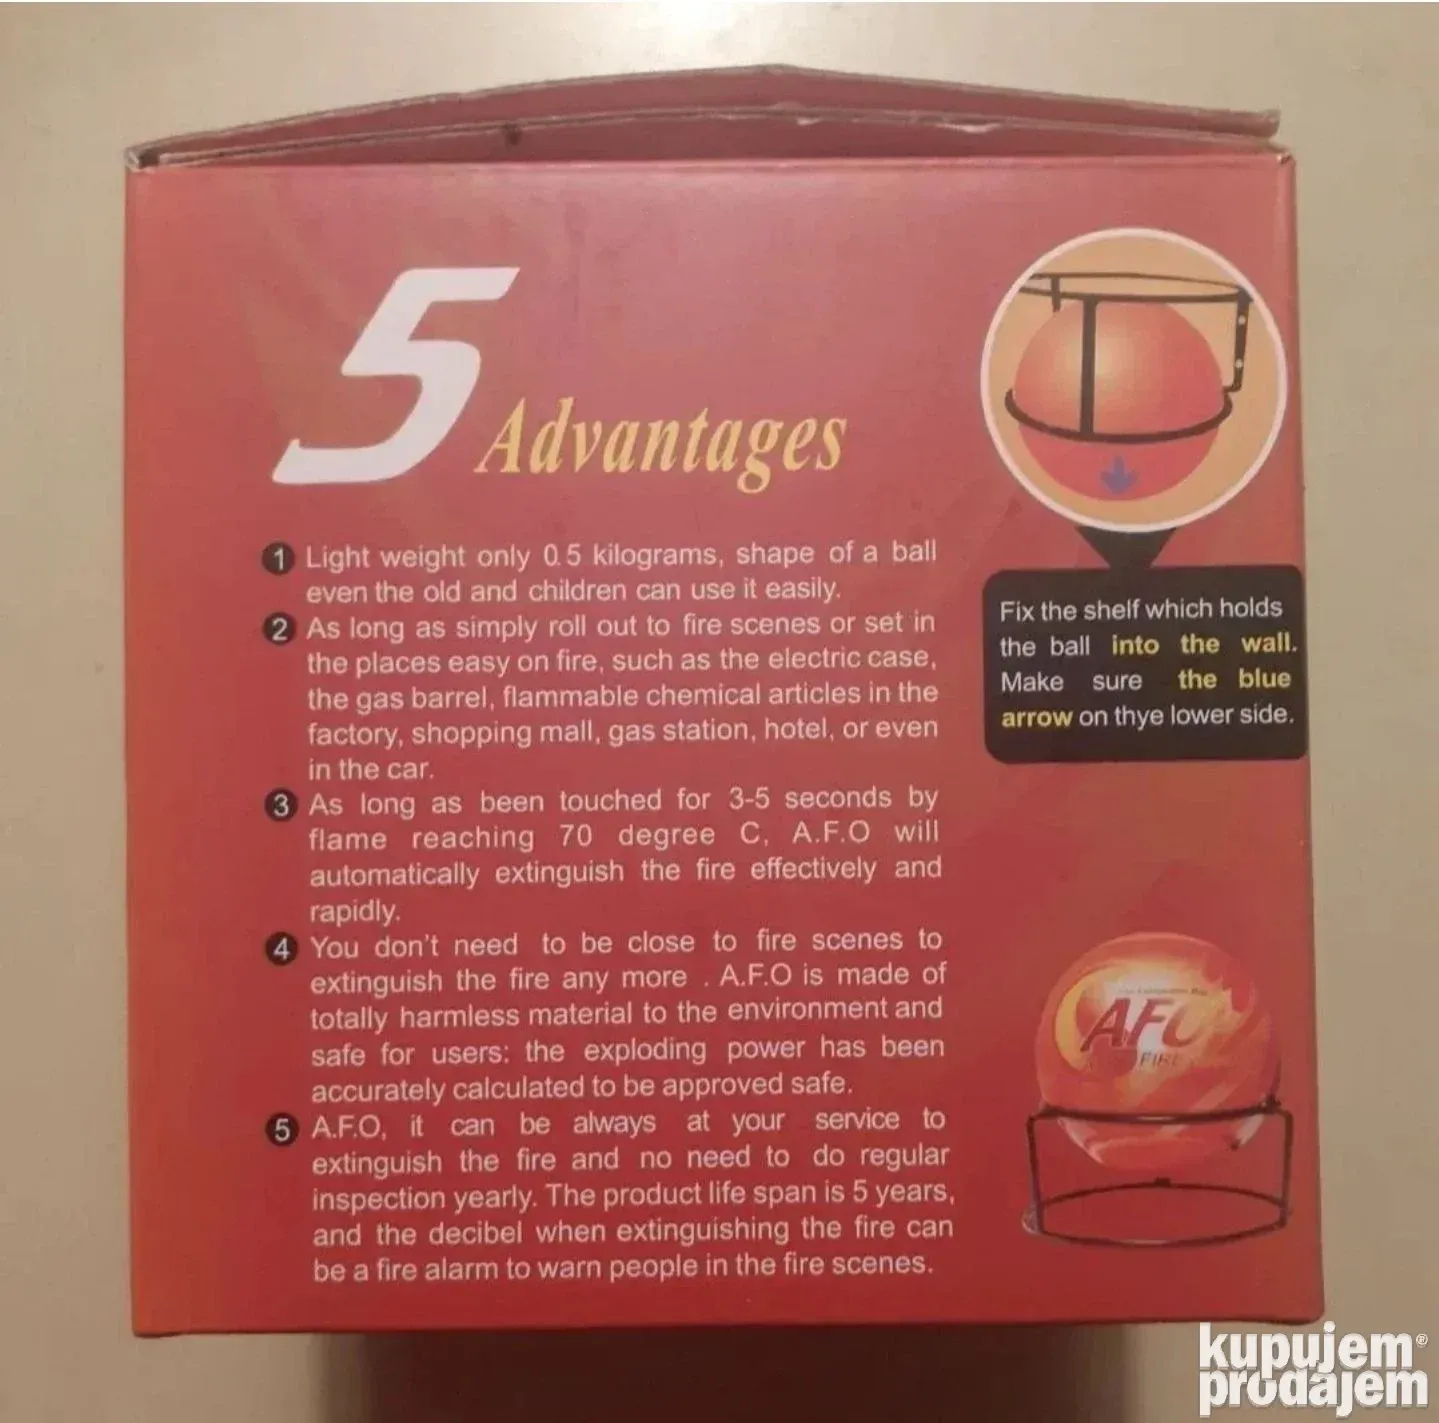 5
Advantages
1 Light weight only 0.5 kilograms, shape of a ball
even the old and children can use it easily.
2 As long as simply roll out to fire scenes or set in
the places easy on fire, such as the electric case,
the gas barrel, flammable chemical articles in the
factory, shopping mall, gas station, hotel, or even
in the car.
3 As long as been touched for 3-5 seconds by
flame reaching 70 degree C, A.F.O will
automatically extinguish the fire effectively and
rapidly.
4 You don't need to be close to fire scenes to
extinguish the fire any more . A.F.O is made of
totally harmless material to the environment and
safe for users: the exploding power has been
accurately calculated to be approved safe.
5 A.F.O, it can be always at your service to
extinguish the fire and no need to do regular
inspection yearly. The product life span is 5 years,
and the decibel when extinguishing the fire can
be a fire alarm to warn people in the fire scenes.
Fix the shelf which holds
the ball into the wall.
Make sure the blue
arrow on thye lower side.
AFO
FIRE
kupujem®
prodajem